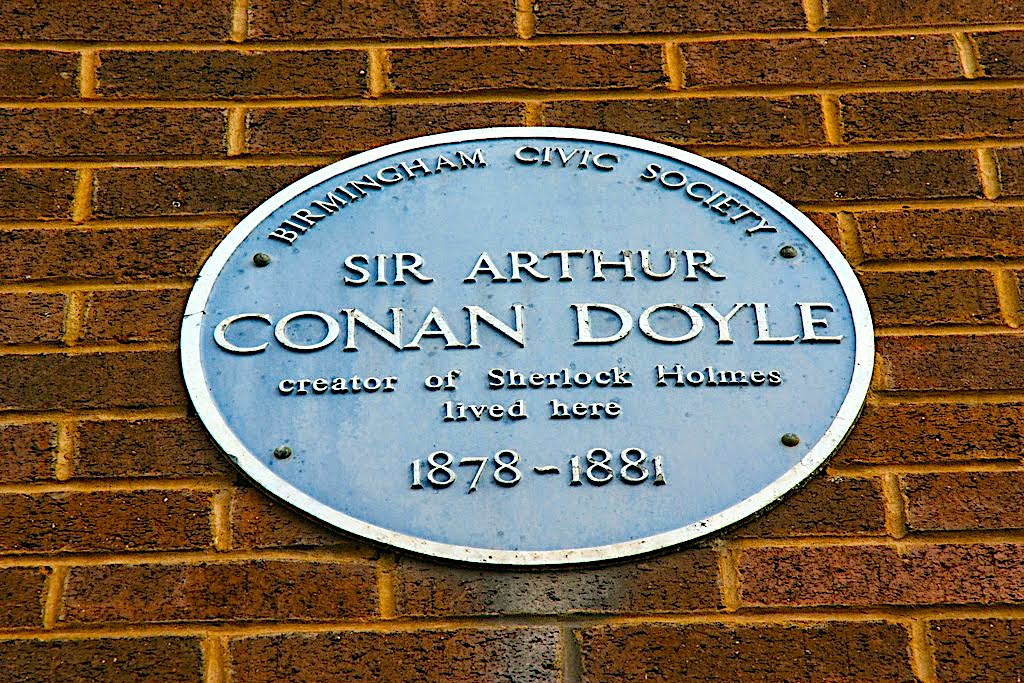 BIRMINGHAM CIVIC SOCIETY
SIR ARTHUR
CONAN DOYLE
creator of Sherlock Holmes
lived here
1878-1881